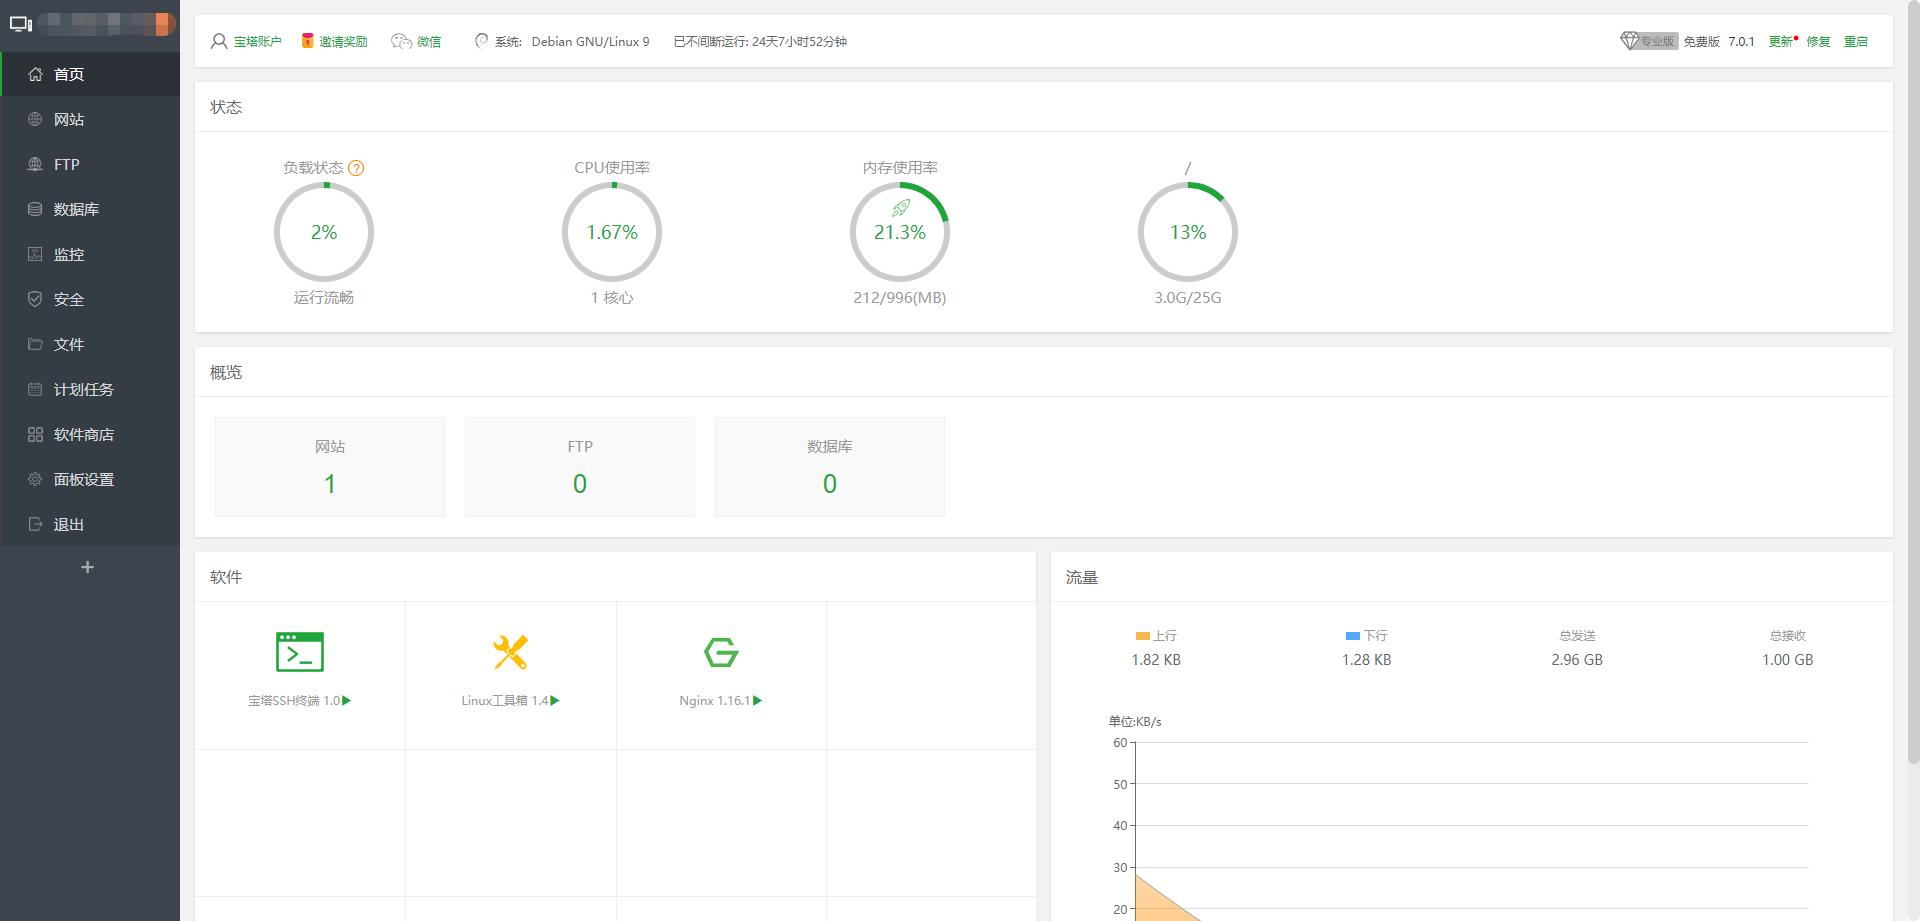 首页
网站
FTP
数据库
监控
安全
文件
计划任务
软件商店
面板设置
退出
+
宝塔账户 邀请奖励 微信 系统: Debian GNU/Linux 9 已不间断运行: 24天7小时52分钟
专业版 免费版 7.0.1 更新 修复 重启
状态
负载状态 ? CPU使用率 内存使用率 /
2% 1.67% 21.3% 13%
运行流畅 1 核心 212/996(MB) 3.0G/25G
概览
网站 FTP 数据库
1 0 0
软件
宝塔SSH终端 1.0 Linux工具箱 1.4 Nginx 1.16.1
流量
上行 下行 总发送 总接收
1.82 KB 1.28 KB 2.96 GB 1.00 GB
单位:KB/s
60
50
40
30
20